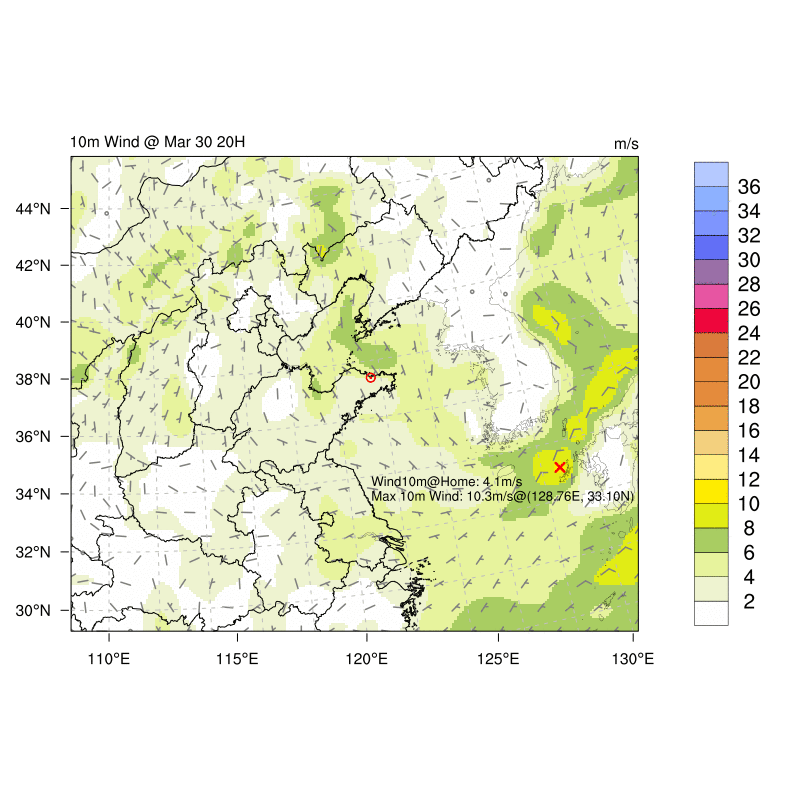 10m Wind @ Mar 30 20H
m/s
44°N
42°N
40°N
38°N
36°N
34°N
32°N
30°N
Wind10m@Home: 4.1m/s
Max 10m Wind: 10.3m/s@(128.76E, 33.10N)
110°E
115°E
120°E
125°E
130°E
36
34
32
30
28
26
24
22
20
18
16
14
12
10
8
6
4
2